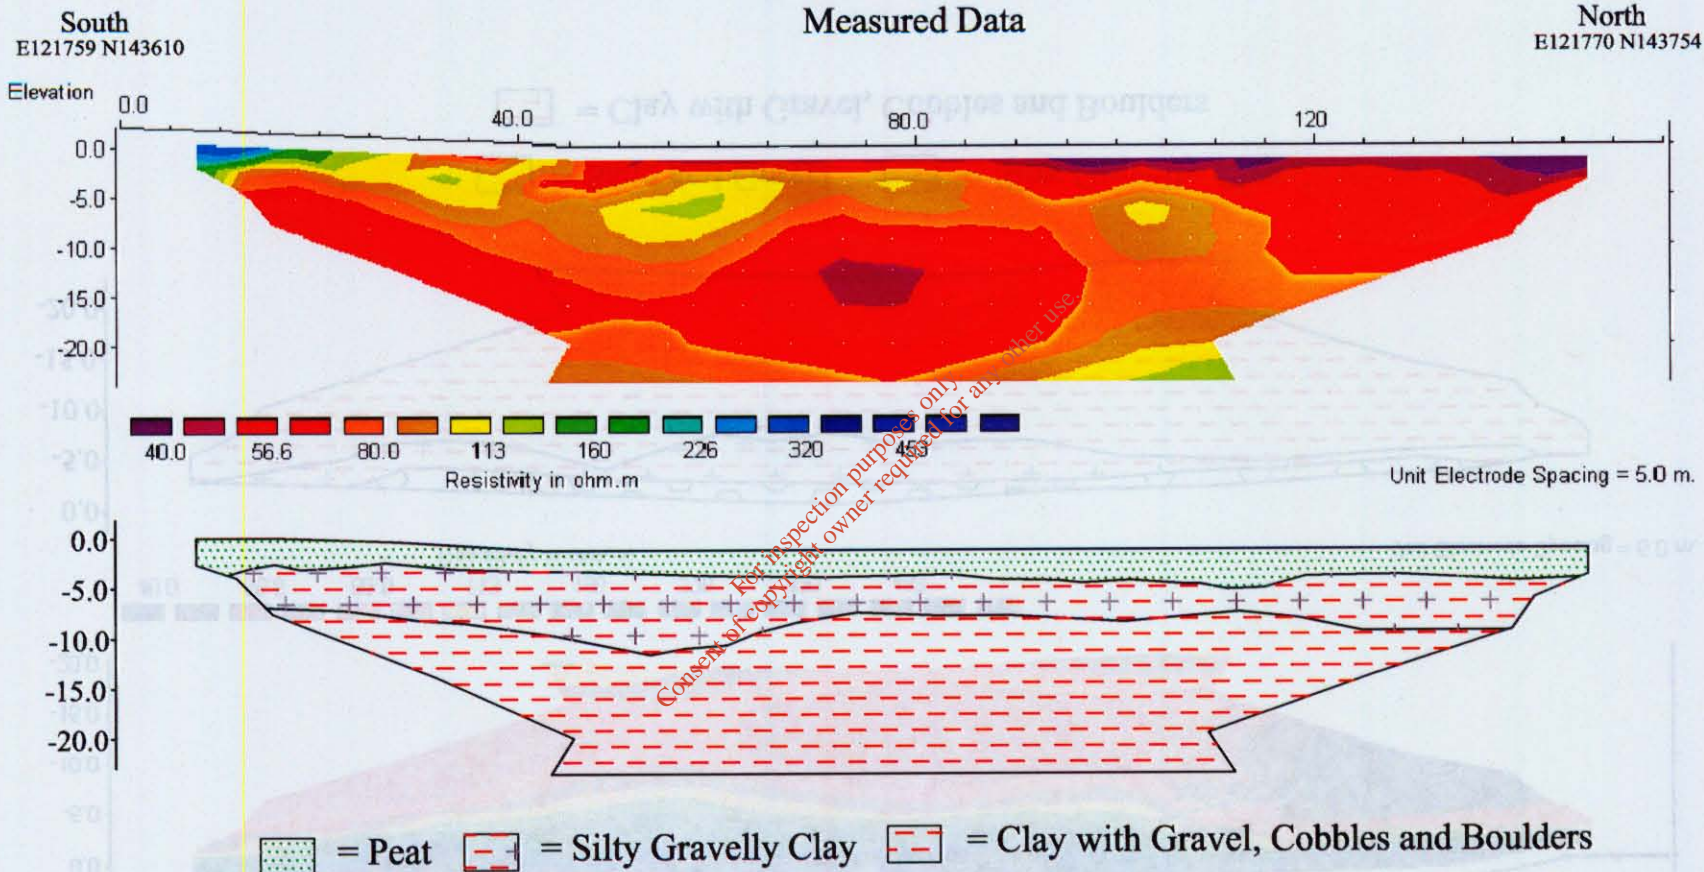 South
E121759 N143610
Measured Data
North
E121770 N143754
Elevation
0.0
40.0
80.0
120
0.0
-5.0
-10.0
-15.0
-20.0
40.0 56.6 80.0 113 160 226 320 453
Resistivity in ohm.m
Unit Electrode Spacing = 5.0 m.
For inspection purposes only.
Consent of copyright owner required for any other use.
0.0
-5.0
-10.0
-15.0
-20.0
= Peat
= Silty Gravelly Clay
= Clay with Gravel, Cobbles and Boulders